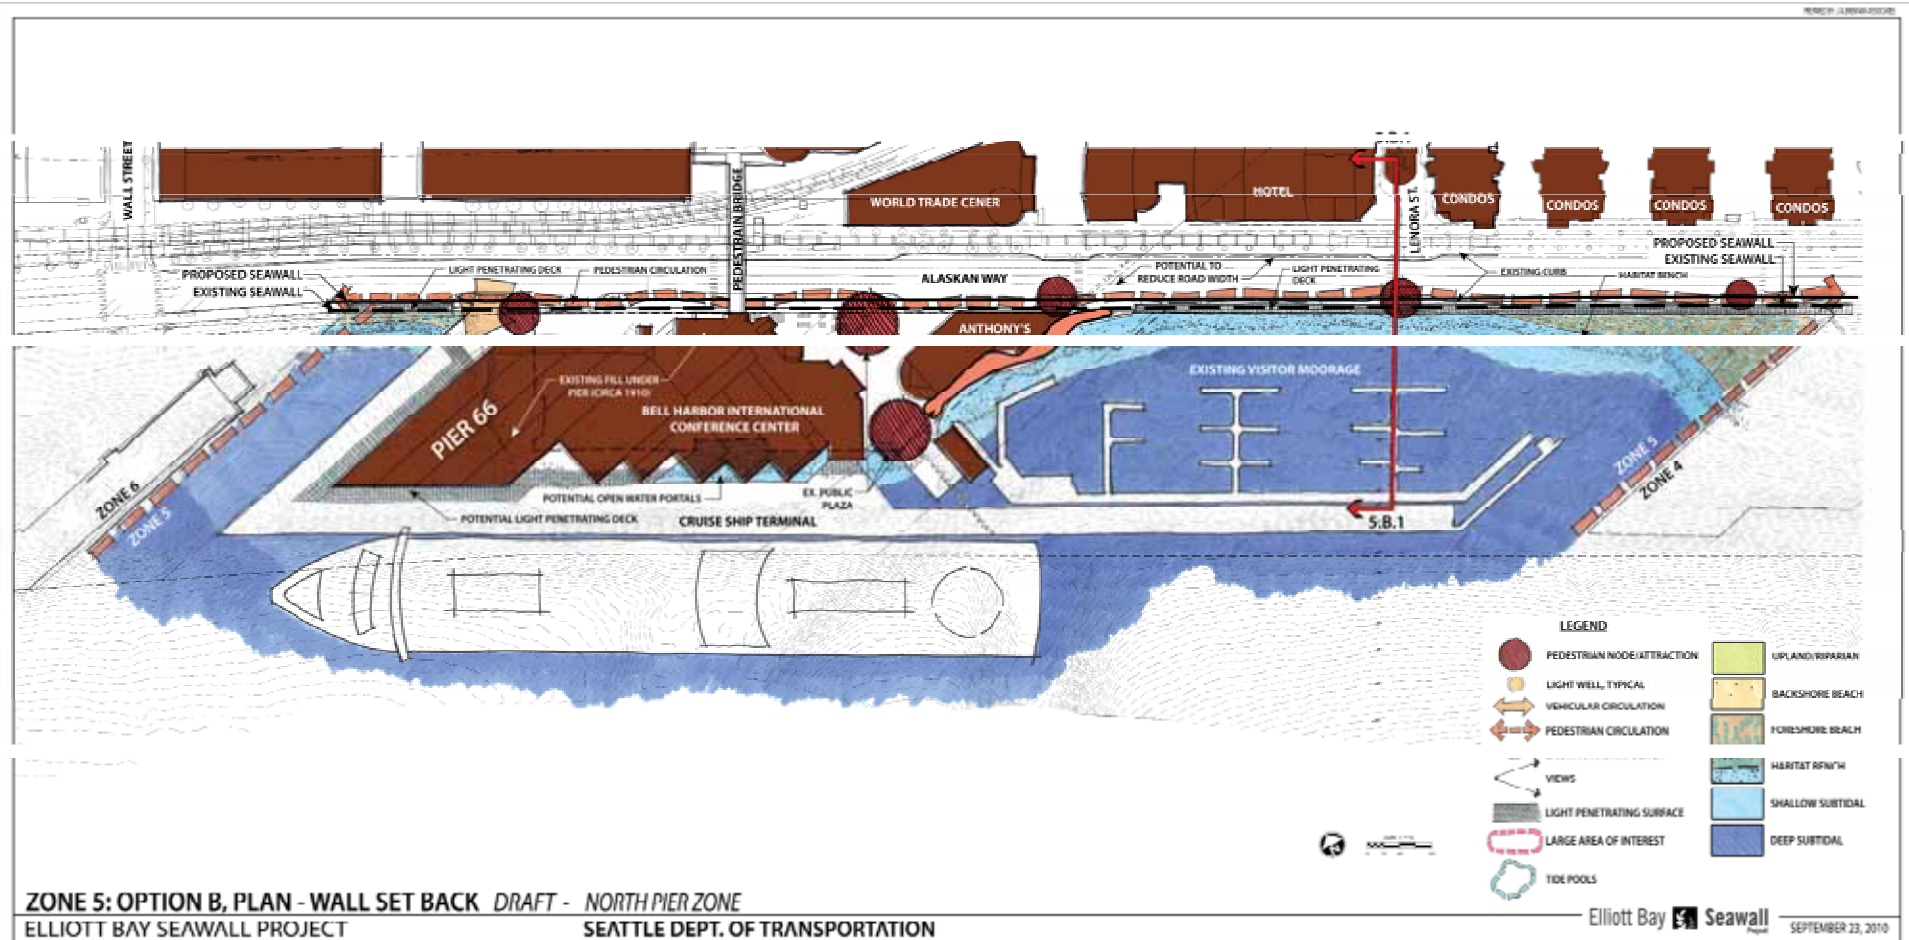 WALL STREET
PEDESTRAIN BRIDGE
WORLD TRADE CENER
HOTEL
LENORA ST.
CONDOS
CONDOS
CONDOS
CONDOS
PROPOSED SEAWALL
EXISTING SEAWALL
LIGHT PENETRATING DECK
PEDESTRIAN CIRCULATION
ALASKAN WAY
POTENTIAL TO
REDUCE ROAD WIDTH
LIGHT PENETRATING
DECK
EXISTING CURB
HABITAT BENCH
PROPOSED SEAWALL
EXISTING SEAWALL
ANTHONY'S
EXISTING FILL UNDER
PIER (CIRCA 1910)
PIER 66
BELL HARBOR INTERNATIONAL
CONFERENCE CENTER
EXISTING VISITOR MOORAGE
ZONE 6
ZONE 5
ZONE 5
ZONE 4
POTENTIAL OPEN WATER PORTALS
EX. PUBLIC
PLAZA
POTENTIAL LIGHT PENETRATING DECK
CRUISE SHIP TERMINAL
5.B.1
LEGEND
PEDESTRIAN NODE/ATTRACTION
LIGHT WELL, TYPICAL
VEHICULAR CIRCULATION
PEDESTRIAN CIRCULATION
VIEWS
LIGHT PENETRATING SURFACE
LARGE AREA OF INTEREST
TIDE POOLS
UPLAND/RIPARIAN
BACKSHORE BEACH
FORESHORE BEACH
HABITAT BENCH
SHALLOW SUBTIDAL
DEEP SUBTIDAL
ZONE 5: OPTION B, PLAN - WALL SET BACK DRAFT - NORTH PIER ZONE
ELLIOTT BAY SEAWALL PROJECT
SEATTLE DEPT. OF TRANSPORTATION
Elliott Bay Seawall
Project
SEPTEMBER 23, 2010